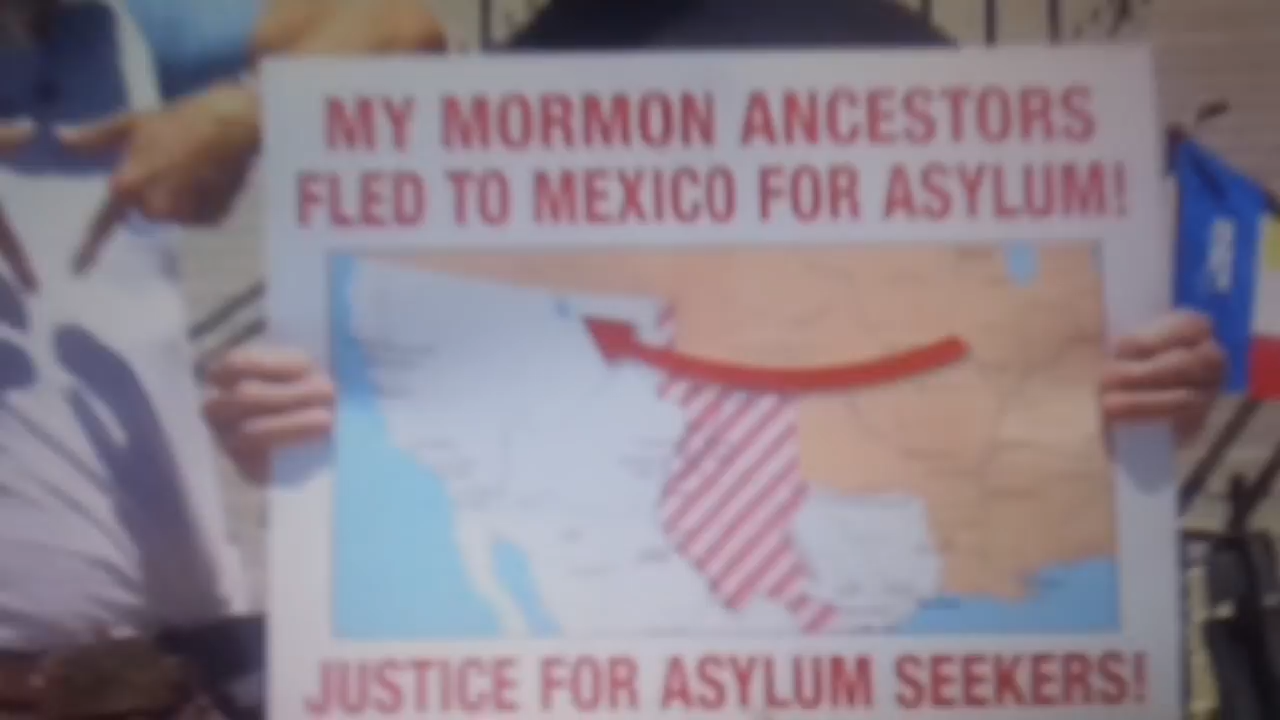 MY MORMON ANCESTORS
FLED TO MEXICO FOR ASYLUM!
JUSTICE FOR ASYLUM SEEKERS!